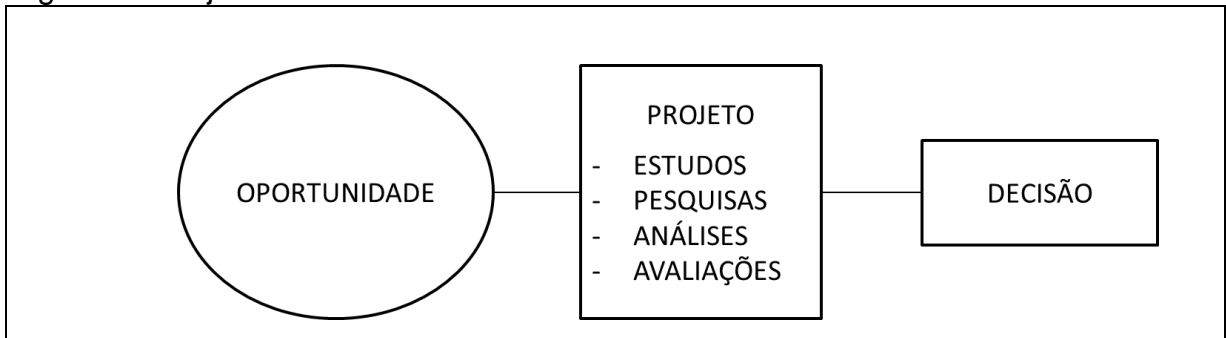 OPORTUNIDADE
PROJETO
- ESTUDOS
- PESQUISAS
- ANÁLISES
- AVALIAÇÕES
DECISÃO